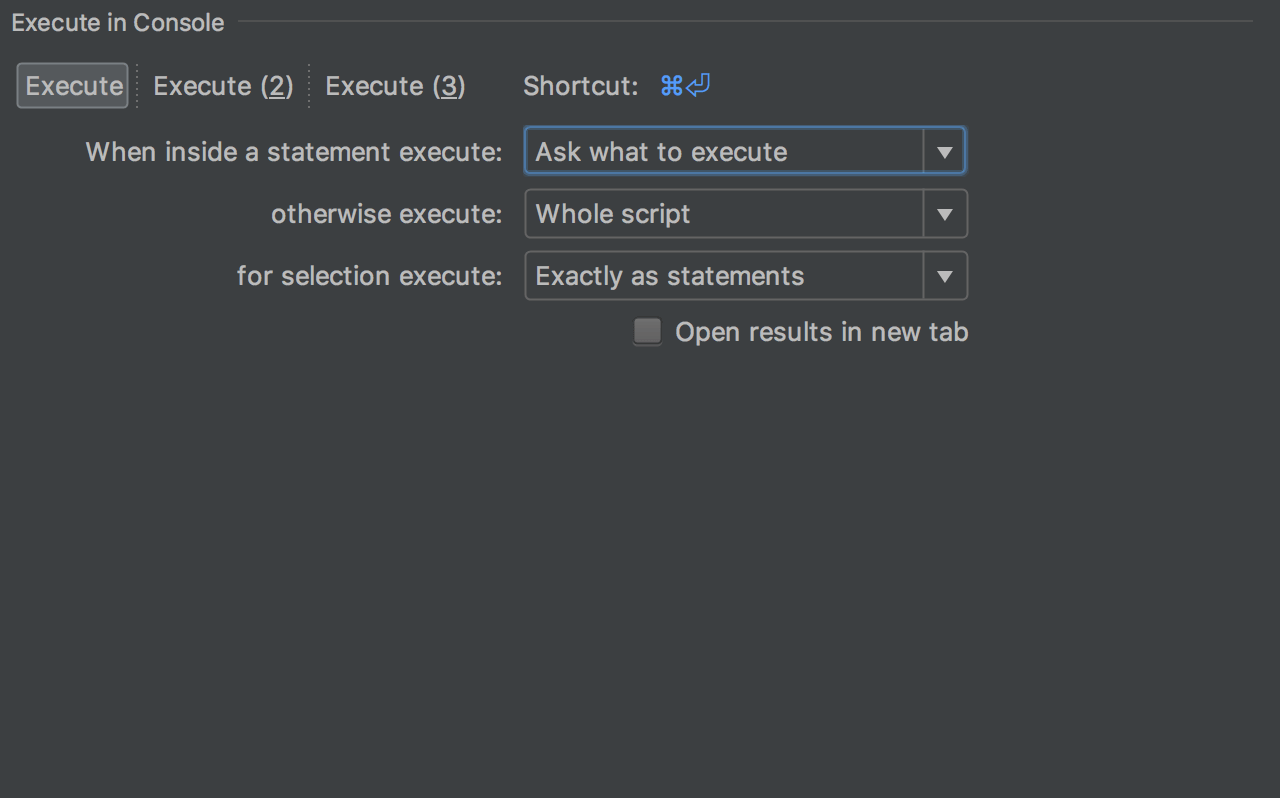 Execute in Console
Execute Execute (2) Execute (3) Shortcut: ⌘⏎
When inside a statement execute: Ask what to execute
otherwise execute: Whole script
for selection execute: Exactly as statements
Open results in new tab